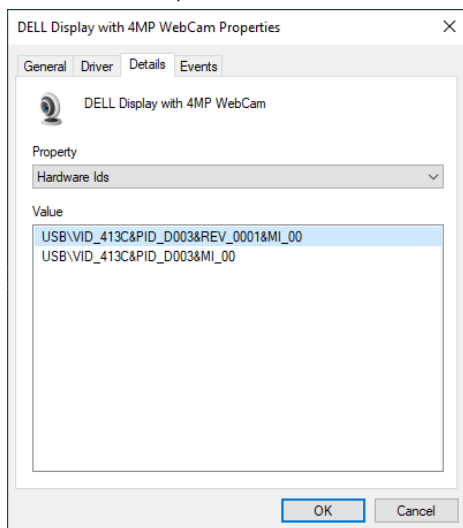 DELL Display with 4MP WebCam Properties
General Driver Details Events
DELL Display with 4MP WebCam
Property
Hardware Ids
Value
USB\VID_413C&PID_D003&REV_0001&MI_00
USB\VID_413C&PID_D003&MI_00
OK Cancel